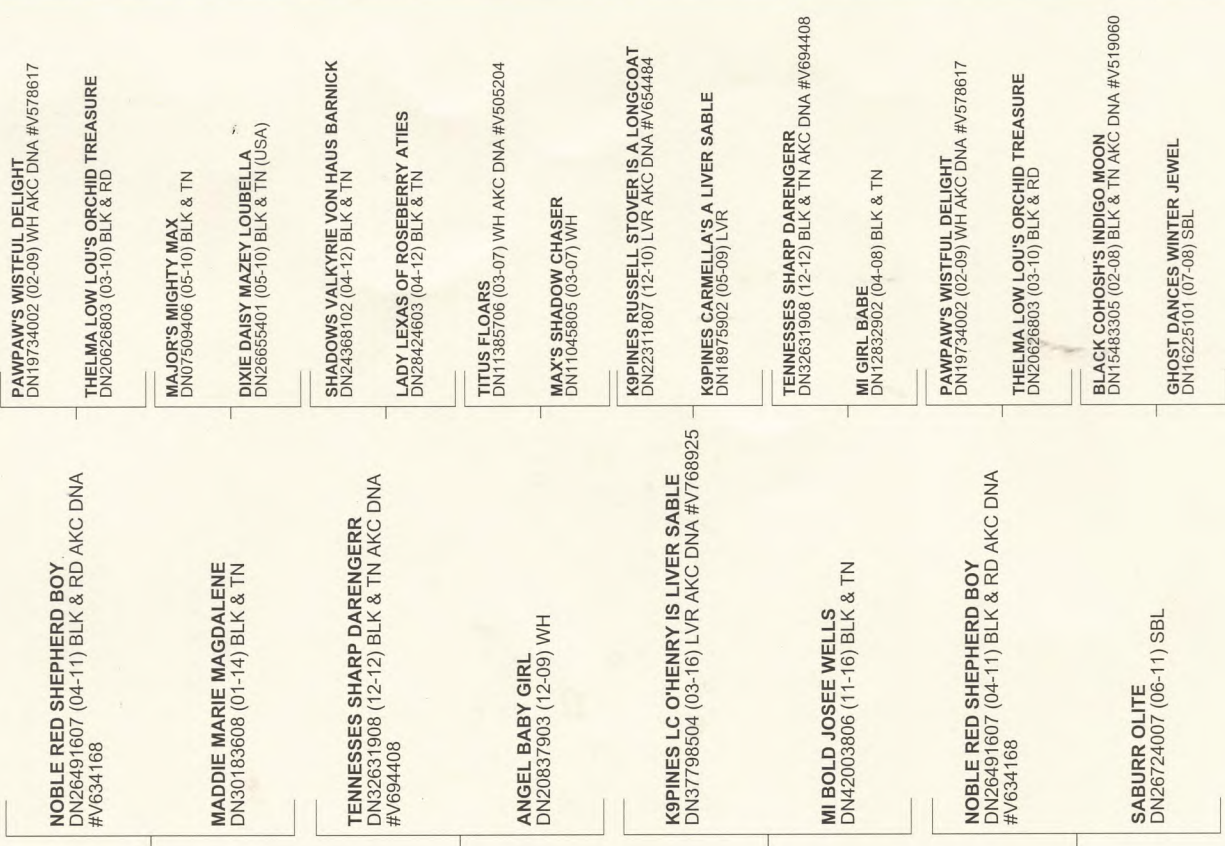 NOBLE RED SHEPHERD BOY
DN26491607 (04-11) BLK & RD AKC DNA
#V634168
MADDIE MARIE MAGDALENE
DN30183608 (01-14) BLK & TN
TENNESSES SHARP DARENGERR
DN32631908 (12-12) BLK & TN AKC DNA
#V694408
ANGEL BABY GIRL
DN20837903 (12-09) WH
K9PINES LC O'HENRY IS LIVER SABLE
DN37798504 (03-16) LVR AKC DNA #V768925
MI BOLD JOSEE WELLS
DN42003806 (11-16) BLK & TN
NOBLE RED SHEPHERD BOY
DN26491607 (04-11) BLK & RD AKC DNA
#V634168
SABURR OLITE
DN26724007 (06-11) SBL
PAWPAW'S WISTFUL DELIGHT
DN19734002 (02-09) WH AKC DNA #V578617
THELMA LOW LOU'S ORCHID TREASURE
DN20626803 (03-10) BLK & RD
MAJOR'S MIGHTY MAX
DN07509406 (05-10) BLK & TN
DIXIE DAISY MAZEY LOUBELLA
DN26655401 (05-10) BLK & TN (USA)
SHADOWS VALKYRIE VON HAUS BARNICK
DN24368102 (04-12) BLK & TN
LADY LEXAS OF ROSEBERRY ATIES
DN28424603 (04-12) BLK & TN
TITUS FLOARS
DN11385706 (03-07) WH AKC DNA #V505204
MAX'S SHADOW CHASER
DN11045805 (03-07) WH
K9PINES RUSSELL STOVER IS A LONGCOAT
DN22311807 (12-10) LVR AKC DNA #V654484
K9PINES CARMELLA'S A LIVER SABLE
DN18975902 (05-09) LVR
TENNESSES SHARP DARENGERR
DN32631908 (12-12) BLK & TN AKC DNA #V694408
MI GIRL BABE
DN12832902 (04-08) BLK & TN
PAWPAW'S WISTFUL DELIGHT
DN19734002 (02-09) WH AKC DNA #V578617
THELMA LOW LOU'S ORCHID TREASURE
DN20626803 (03-10) BLK & RD
BLACK COHOSH'S INDIGO MOON
DN15483305 (02-08) BLK & TN AKC DNA #V519060
GHOST DANCES WINTER JEWEL
DN16225101 (07-08) SBL